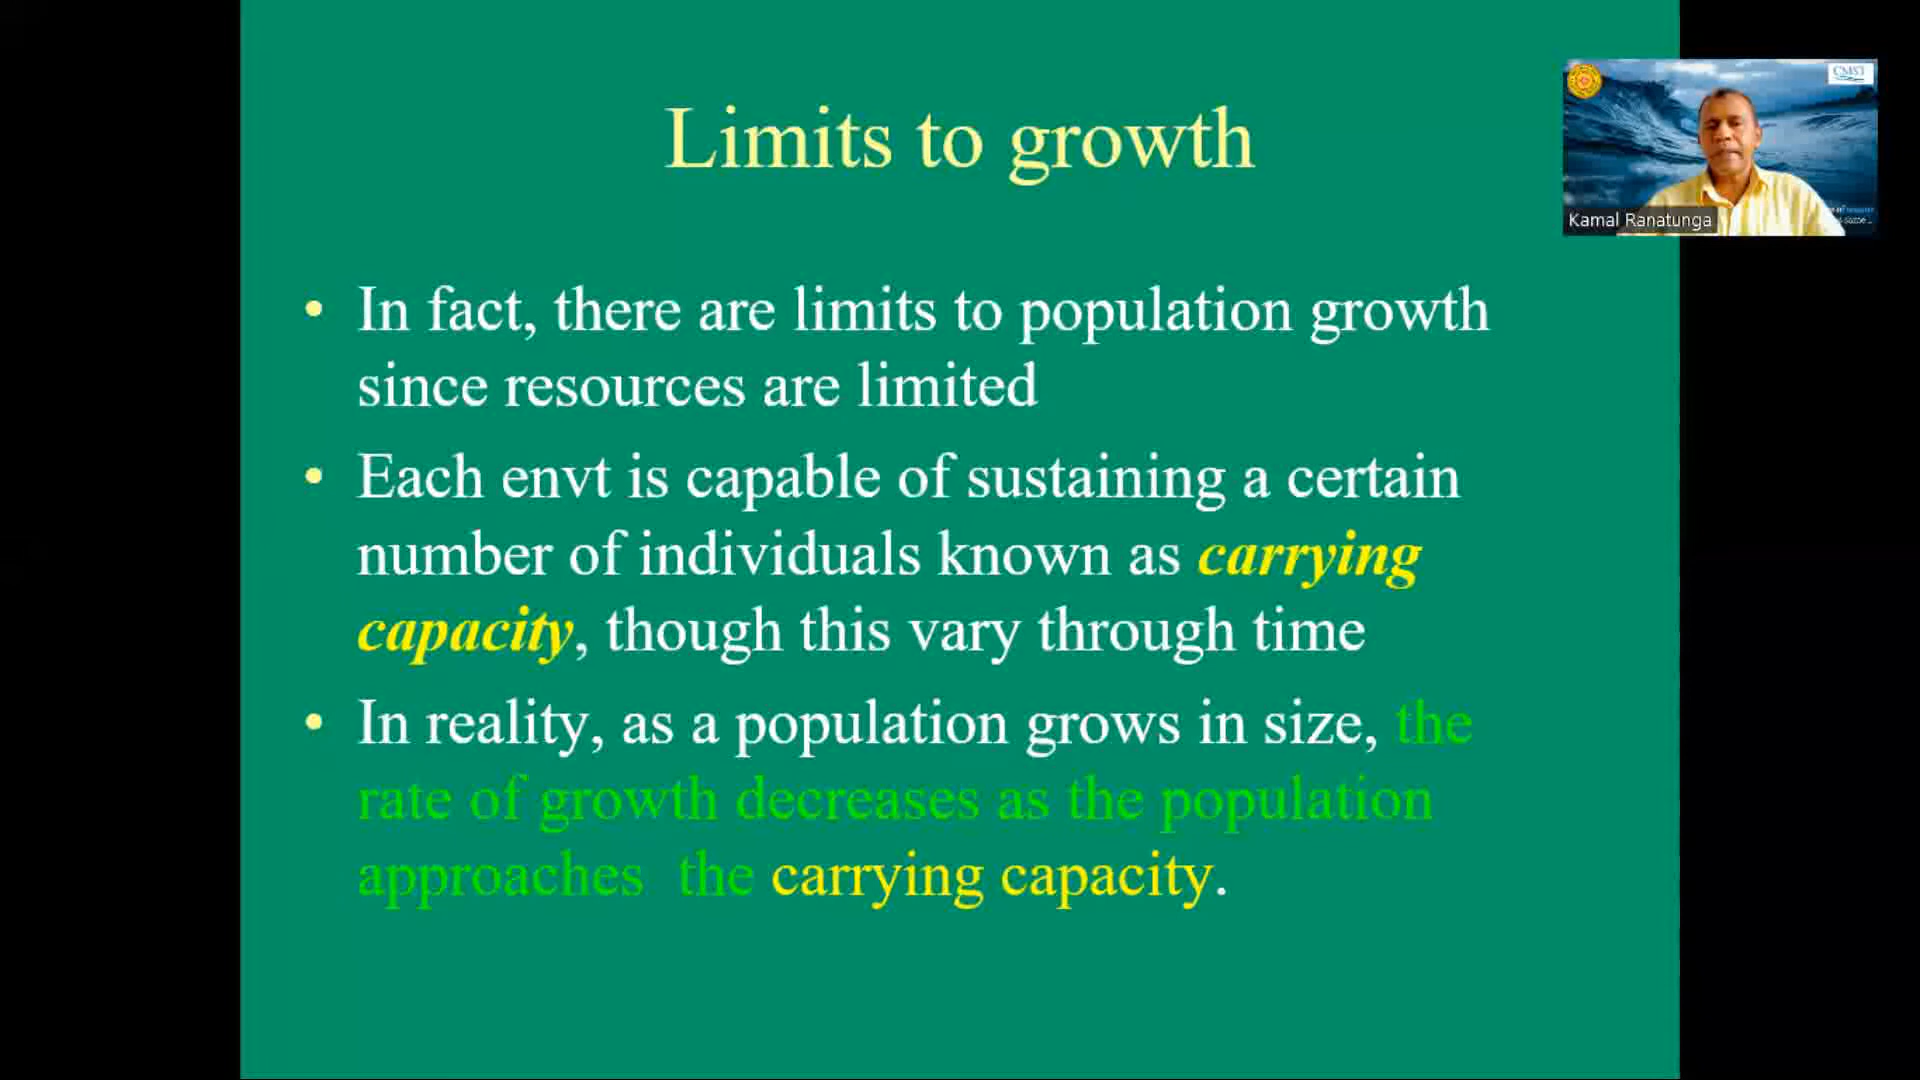 Limits to growth
CMST
Kamal Ranatunga
• In fact, there are limits to population growth
since resources are limited
• Each envt is capable of sustaining a certain
number of individuals known as carrying
capacity, though this vary through time
• In reality, as a population grows in size, the
rate of growth decreases as the population
approaches the carrying capacity.